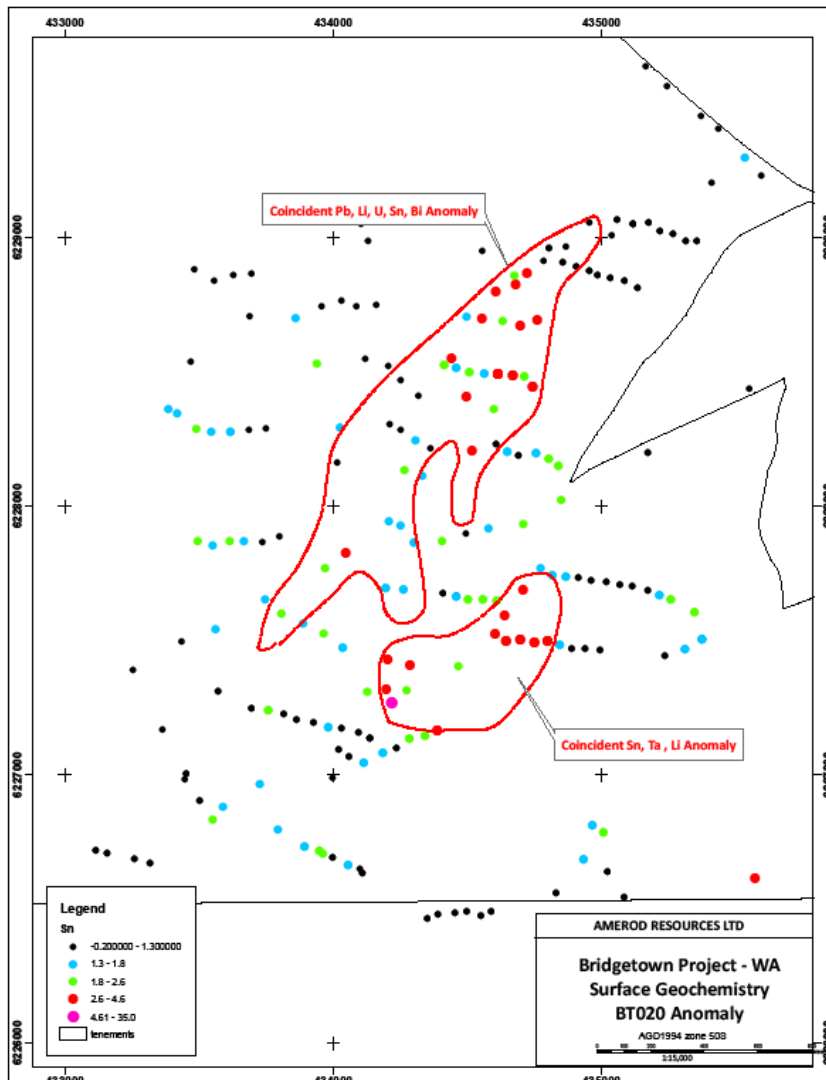 433000
434000
435000
Coincident Pb, Li, U, Sn, Bi Anomaly
6229000
6228000
6227000
6226000
Coincident Sn, Ta , Li Anomaly
Legend
Sn
-0.200000 - 1.300000
1.3 - 1.8
1.8 - 2.6
2.6 - 4.6
4.61 - 35.0
tenements
AMEROD RESOURCES LTD
Bridgetown Project - WA
Surface Geochemistry
BT020 Anomaly
AGD1994 zone 50S
1:15,000
433000
434000
435000